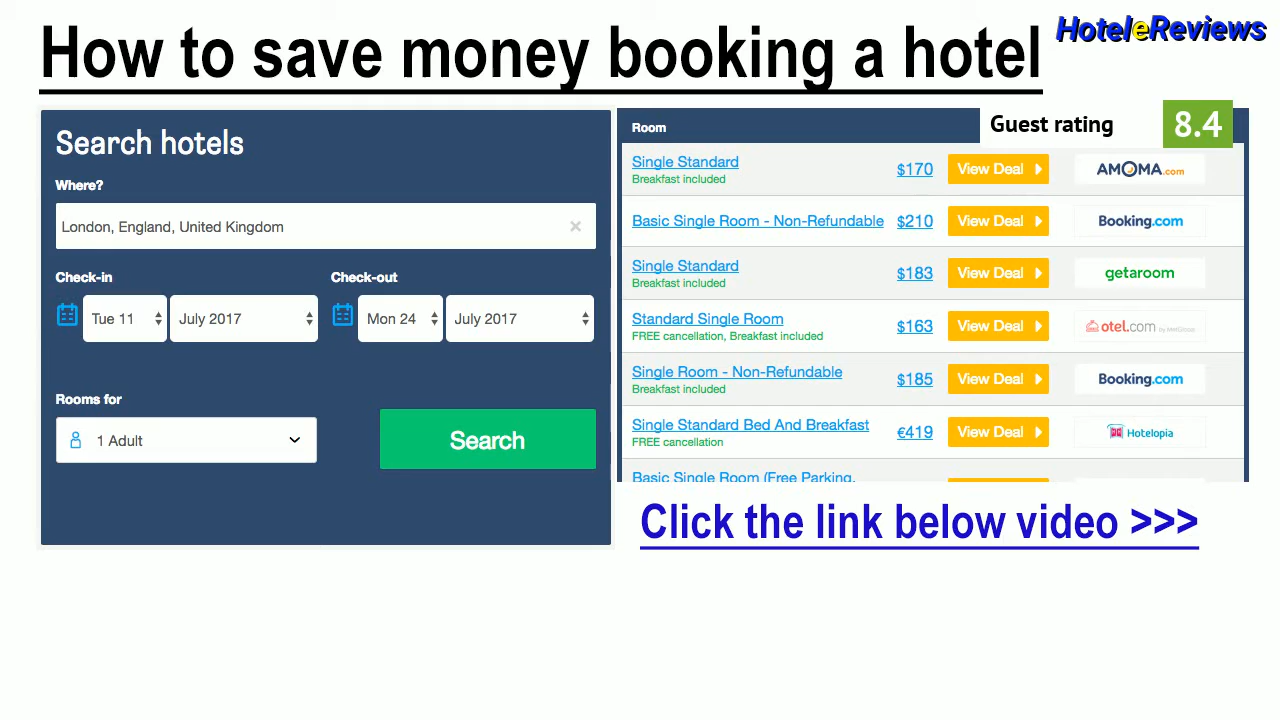 How to save money booking a hotel
HoteleReviews
Search hotels
Where?
London, England, United Kingdom
Check-in
Check-out
Tue 11
July 2017
Mon 24
July 2017
Rooms for
1 Adult
Search
Room
Guest rating
8.4
Single Standard
Breakfast included
$170
View Deal
AMOMA.com
Basic Single Room - Non-Refundable
$210
View Deal
Booking.com
Single Standard
Breakfast included
$183
View Deal
getaroom
Standard Single Room
FREE cancellation, Breakfast included
$163
View Deal
otel.com
Single Room - Non-Refundable
Breakfast included
$185
View Deal
Booking.com
Single Standard Bed And Breakfast
FREE cancellation
€419
View Deal
Hotelopia
Basic Single Room (Free Parking,
Click the link below video >>>